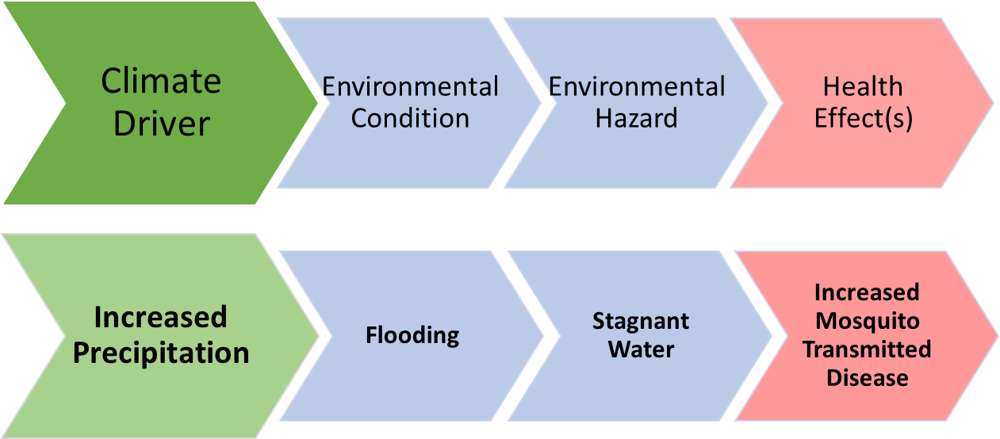 Climate
Driver
Environmental
Condition
Environmental
Hazard
Health
Effect(s)
Increased
Precipitation
Flooding
Stagnant
Water
Increased
Mosquito
Transmitted
Disease